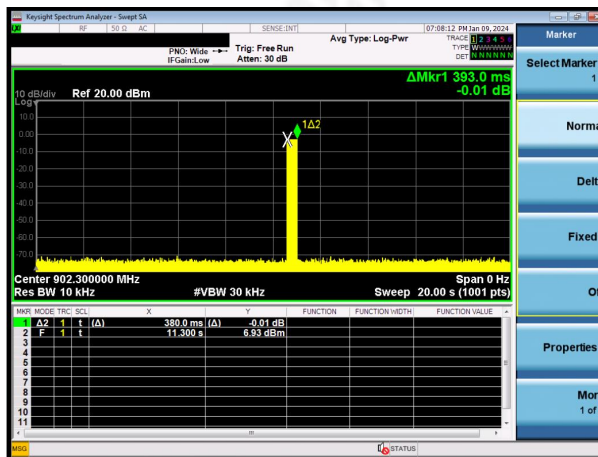 Keysight Spectrum Analyzer - Swept SA
RF 50 Ω AC SENSE:INT 07:08:12 PM Jan 09, 2024
Avg Type: Log-Pwr TRACE 1 2 3 4 5 6
PNO: Wide Trig: Free Run TYPE W
IFGain:Low Atten: 30 dB DET N N N N N N
ΔMkr1 393.0 ms
-0.01 dB
10 dB/div Ref 20.00 dBm
Log
10.0
0.00
-10.0
-20.0
-30.0
-40.0
-50.0
-60.0
-70.0
1Δ2
Center 902.300000 MHz Span 0 Hz
Res BW 10 kHz #VBW 30 kHz Sweep 20.00 s (1001 pts)
MKR MODE TRC SCL X Y FUNCTION FUNCTION WIDTH FUNCTION VALUE
1 Δ2 1 t (Δ) 380.0 ms (Δ) -0.01 dB
2 F 1 t 11.300 s 6.93 dBm
3
4
5
6
7
8
9
10
11
MSG STATUS
Marker
Select Marker
1
Norma
Delt
Fixed
Of
Properties
Mor
1 of